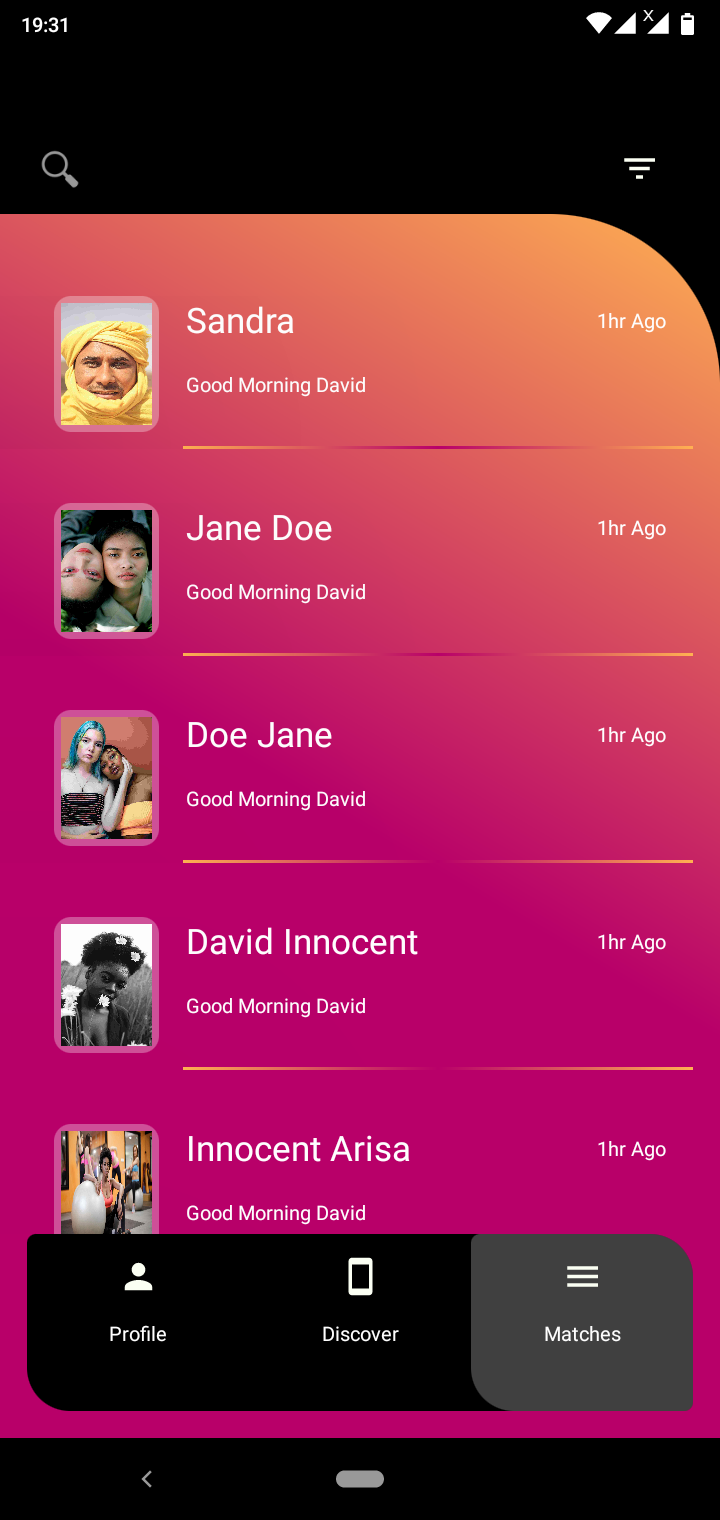 19:31
X
Sandra
1hr Ago
Good Morning David
Jane Doe
1hr Ago
Good Morning David
Doe Jane
1hr Ago
Good Morning David
David Innocent
1hr Ago
Good Morning David
Innocent Arisa
1hr Ago
Good Morning David
Profile
Discover
Matches